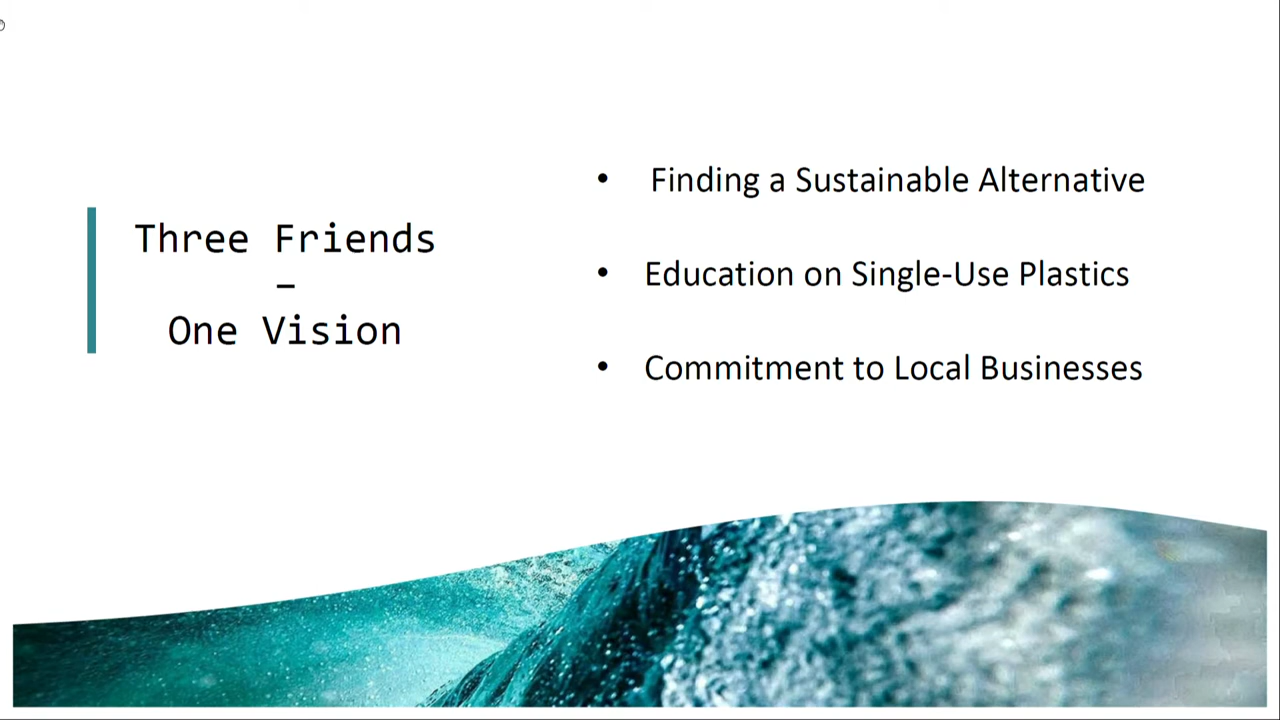 Three Friends
–
One Vision
• Finding a Sustainable Alternative
• Education on Single-Use Plastics
• Commitment to Local Businesses